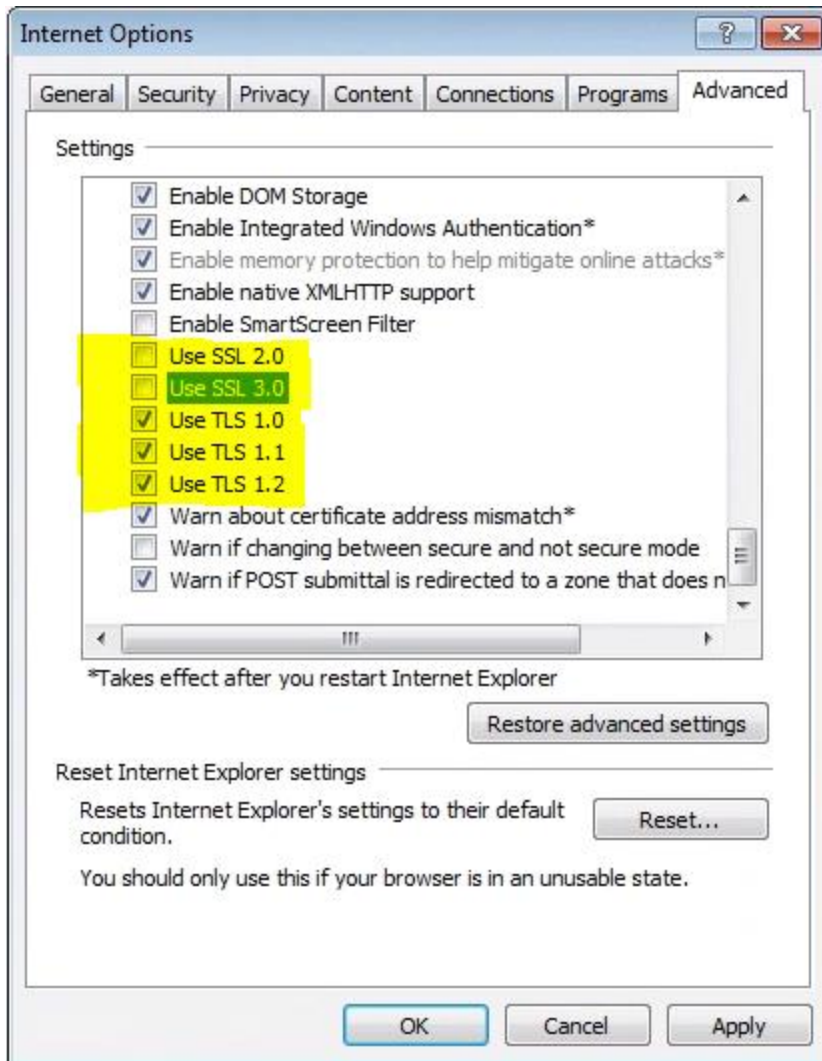 Internet Options
General
Security
Privacy
Content
Connections
Programs
Advanced
Settings
Enable DOM Storage
Enable Integrated Windows Authentication*
Enable memory protection to help mitigate online attacks*
Enable native XMLHTTP support
Enable SmartScreen Filter
Use SSL 2.0
Use SSL 3.0
Use TLS 1.0
Use TLS 1.1
Use TLS 1.2
Warn about certificate address mismatch*
Warn if changing between secure and not secure mode
Warn if POST submittal is redirected to a zone that does n
*Takes effect after you restart Internet Explorer
Restore advanced settings
Reset Internet Explorer settings
Resets Internet Explorer's settings to their default
condition.
Reset...
You should only use this if your browser is in an unusable state.
OK
Cancel
Apply